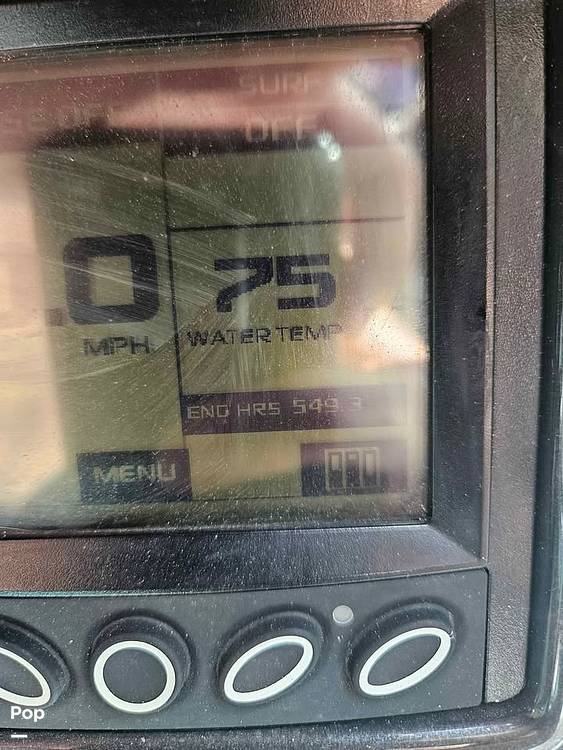 SURF
OFF
.0
75
MPH
WATER TEMP
ENG HRS 549.3
MENU
Pop